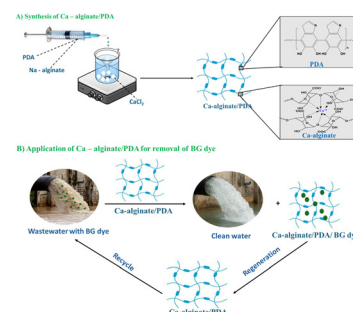 A) Synthesis of Ca – alginate/PDA
PDA
Na - alginate
CaCl₂
Ca-alginate/PDA
PDA
Ca-alginate
B) Application of Ca – alginate/PDA for removal of BG dye
Ca-alginate/PDA
Wastewater with BG dye
Clean water
+
Ca-alginate/PDA/ BG dy
Recycle
Regeneration
Ca-alginate/PDA